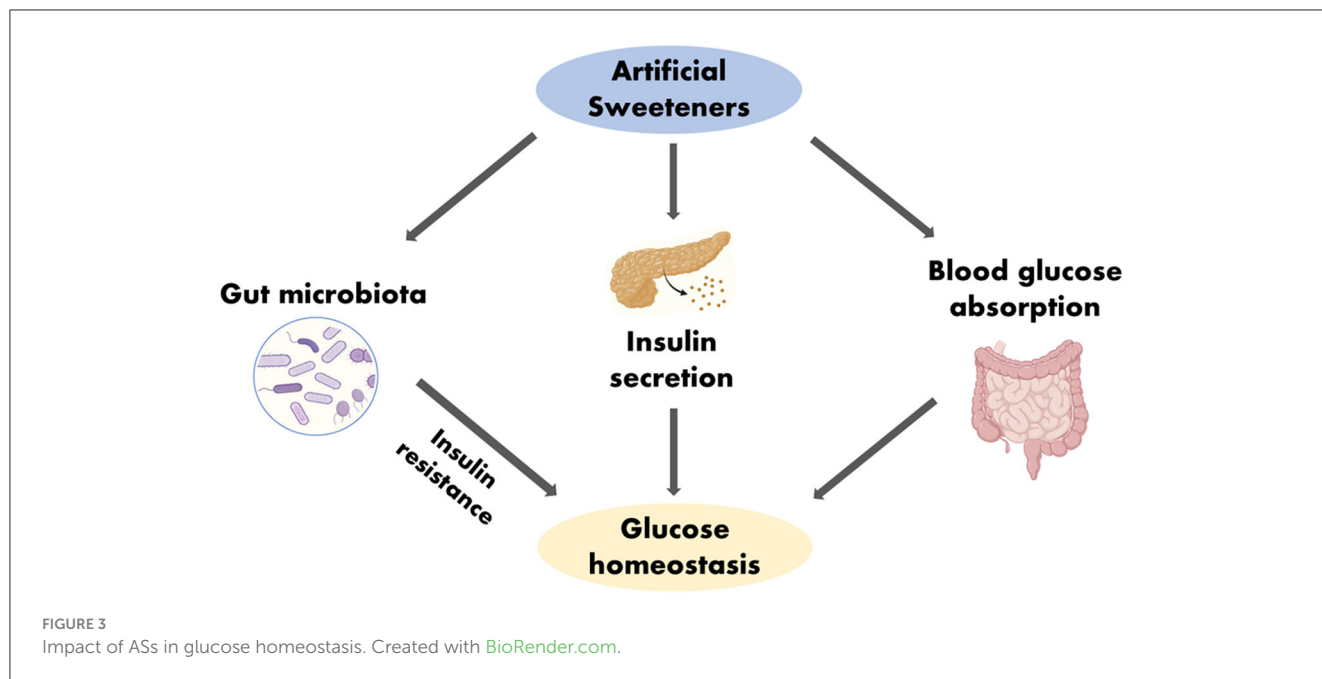 Artificial
Sweeteners
Gut microbiota
Insulin
secretion
Blood glucose
absorption
Insulin
resistance
Glucose
homeostasis
FIGURE 3
Impact of ASs in glucose homeostasis. Created with BioRender.com.